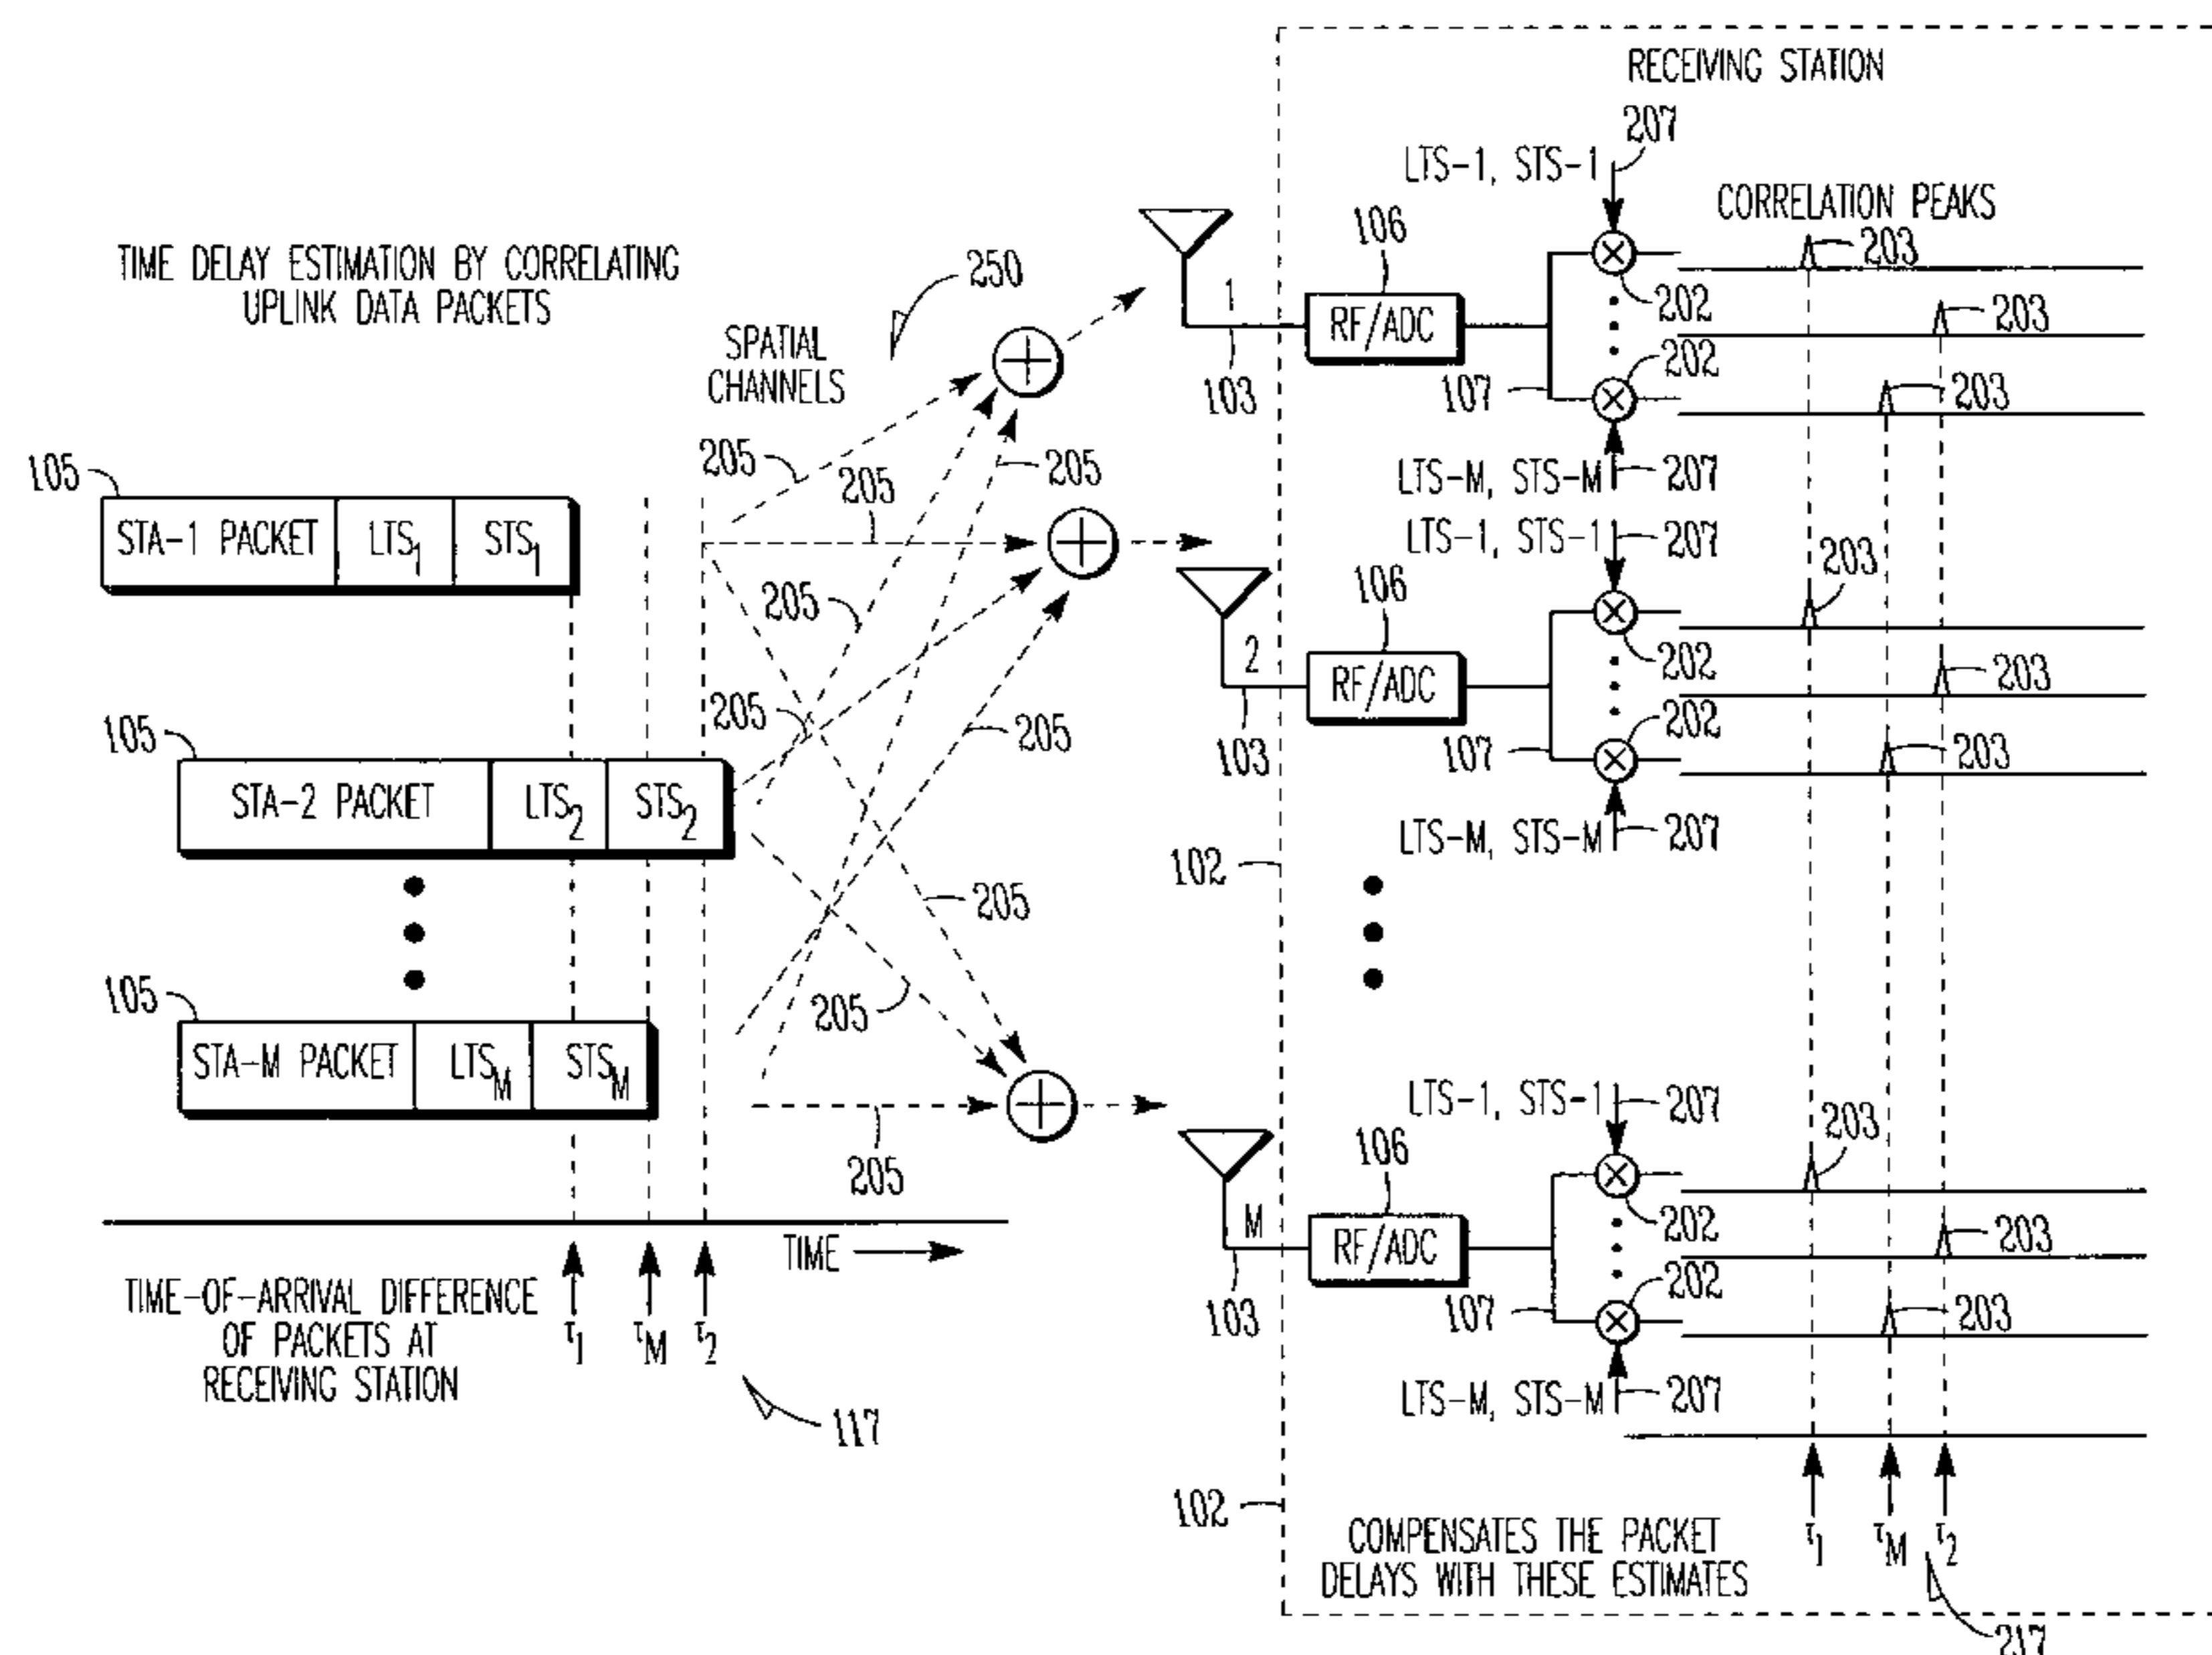 RECEIVING STATION
207
LTS-1, STS-1
CORRELATION PEAKS
TIME DELAY ESTIMATION BY CORRELATING
UPLINK DATA PACKETS
250
SPATIAL
CHANNELS
1
103
106
RF/ADC
107
202
202
203
203
203
LTS-M, STS-M
207
205
205
205
205
205
205
205
205
205
105
STA-1 PACKET LTS1 STS1
105
STA-2 PACKET LTS2 STS2
105
STA-M PACKET LTSM STSM
LTS-1, STS-1
207
2
103
106
RF/ADC
107
202
202
203
203
203
LTS-M, STS-M
207
102
LTS-1, STS-1
207
M
103
106
RF/ADC
107
202
202
203
203
203
LTS-M, STS-M
207
TIME
TIME-OF-ARRIVAL DIFFERENCE
OF PACKETS AT
RECEIVING STATION
τ1 τM τ2
117
102
COMPENSATES THE PACKET
DELAYS WITH THESE ESTIMATES
τ1 τM τ2
217